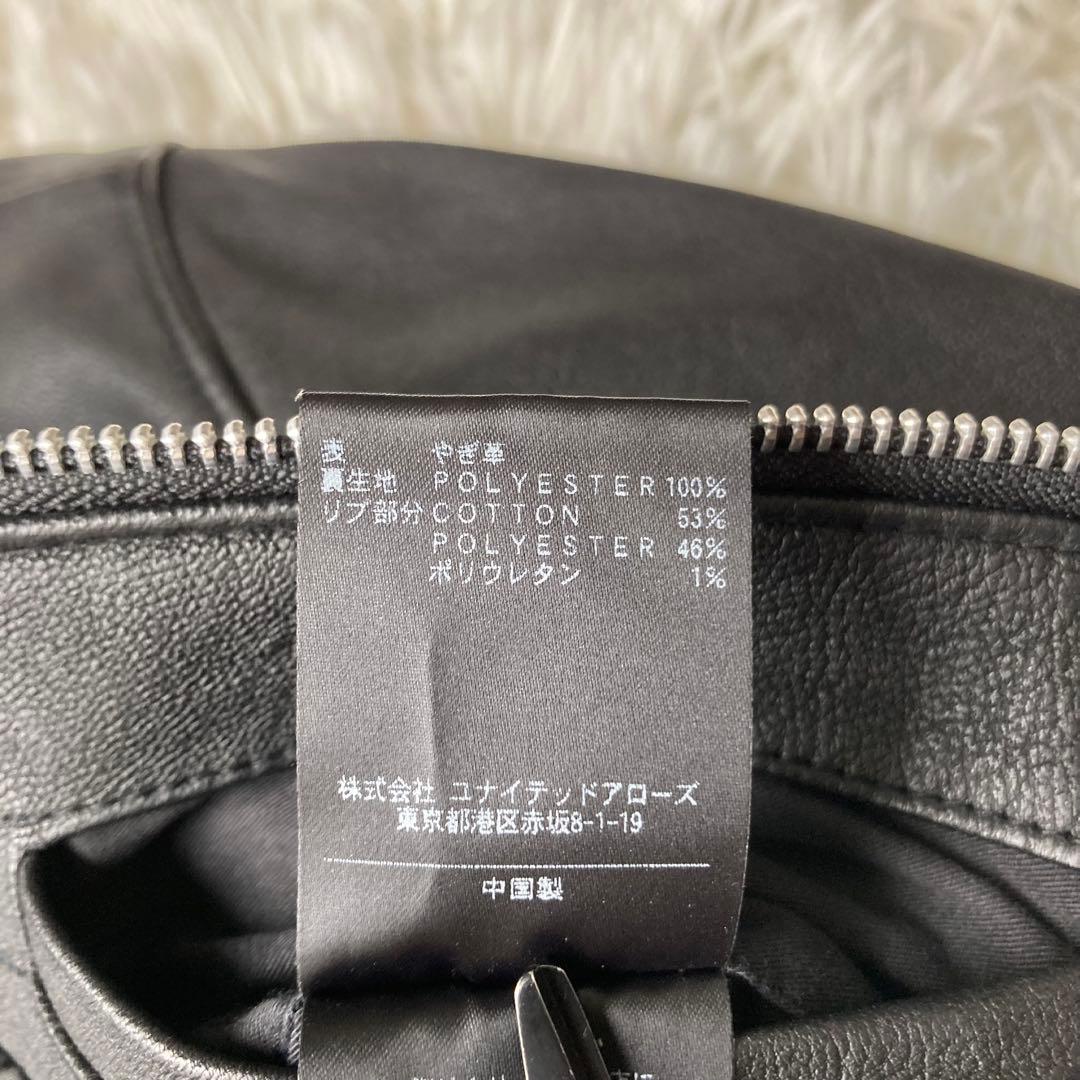 表 やぎ革
裏生地 POLYESTER 100%
リブ部分 COTTON 53%
POLYESTER 46%
ポリウレタン 1%
株式会社 ユナイテッドアローズ
東京都港区赤坂8-1-19
中国製